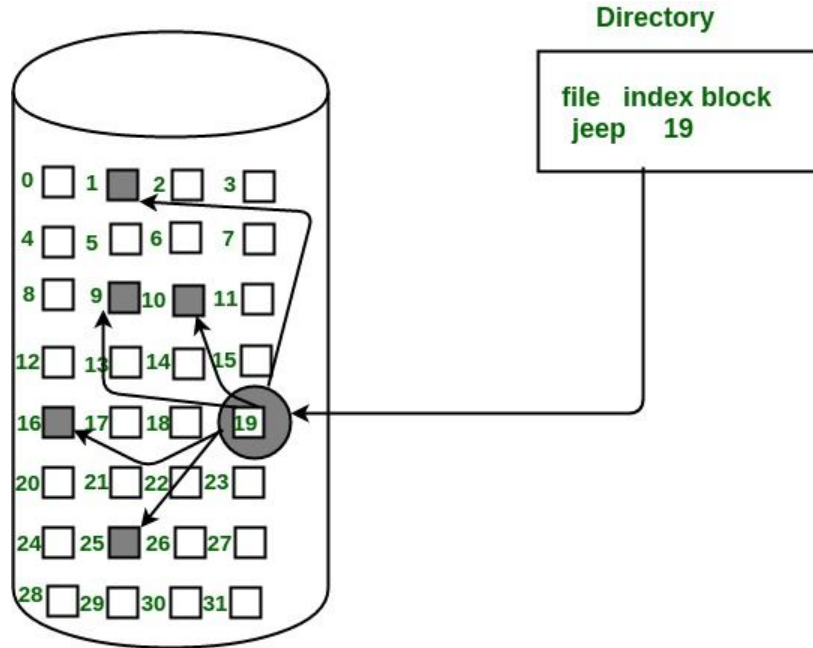 Directory
file index block
jeep 19
0 1 2 3
4 5 6 7
8 9 10 11
12 13 14 15
16 17 18 19
20 21 22 23
24 25 26 27
28 29 30 31